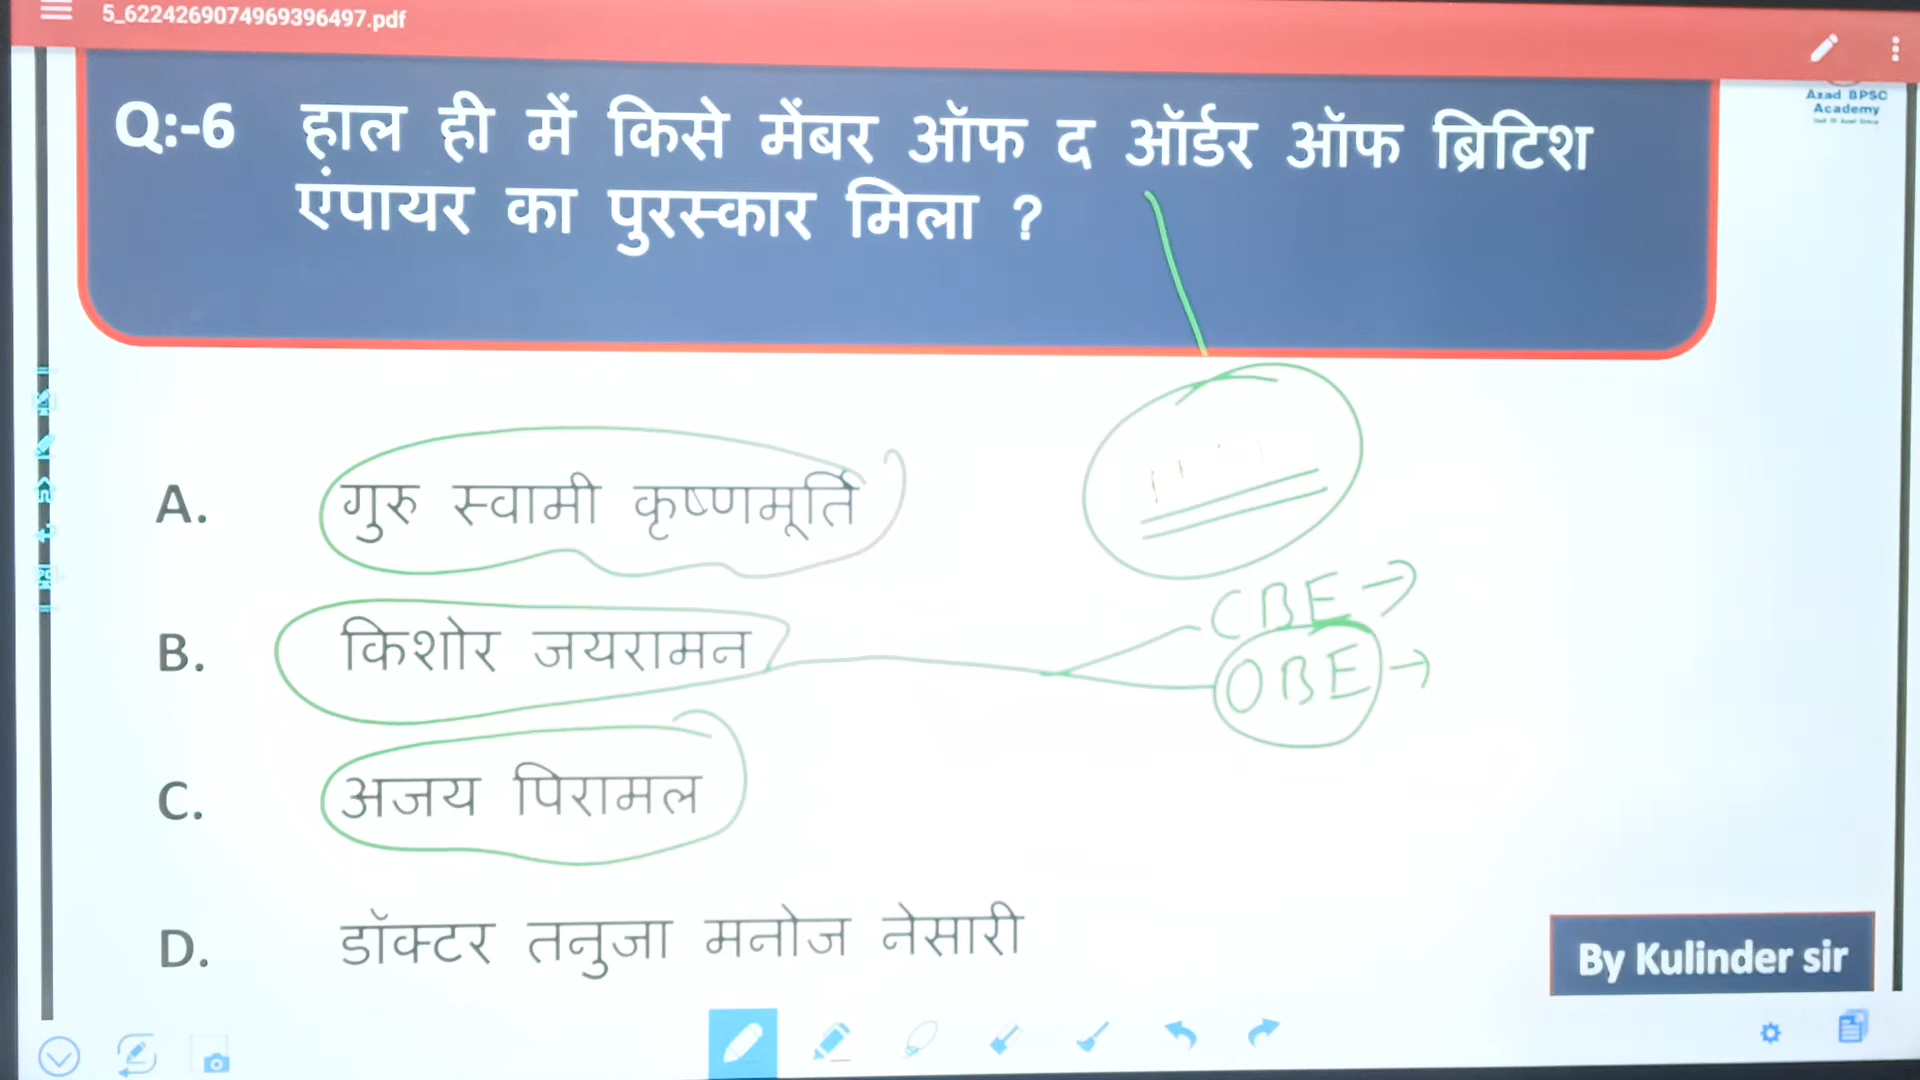 5_6224269074969396497.pdf
Azad BPSC
Academy
Q:-6 हाल ही में किसे मेंबर ऑफ द ऑर्डर ऑफ ब्रिटिश
एंपायर का पुरस्कार मिला ?
A. गुरु स्वामी कृष्णमूर्ति
CBE→
B. किशोर जयरामन
OBE→
C. अजय पिरामल
D. डॉक्टर तनुजा मनोज नेसारी
By Kulinder sir